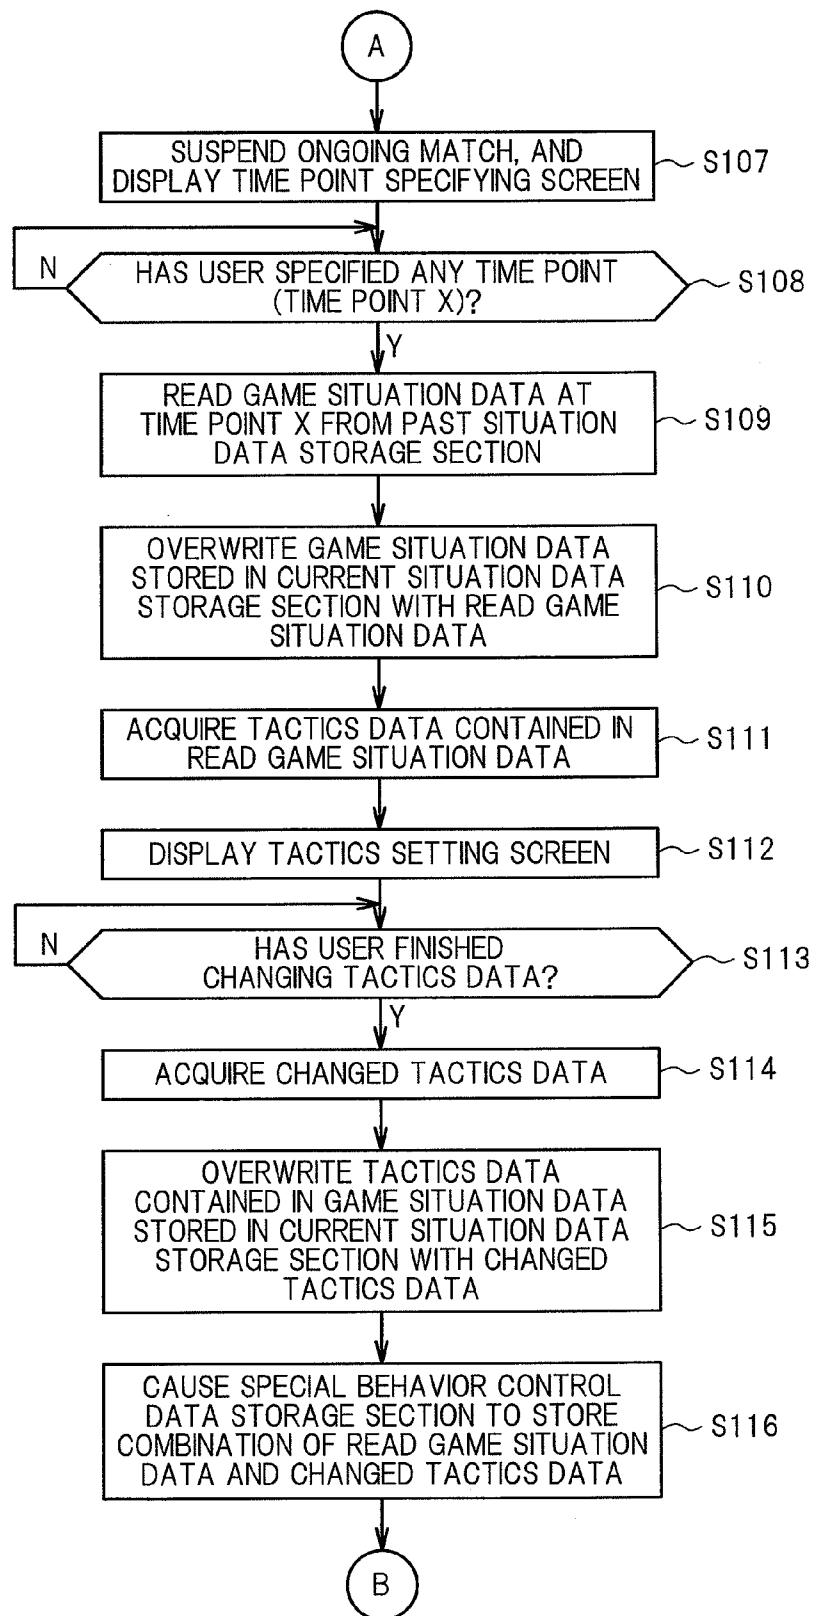 A
SUSPEND ONGOING MATCH, AND
DISPLAY TIME POINT SPECIFYING SCREEN
S107
N
HAS USER SPECIFIED ANY TIME POINT
(TIME POINT X)?
S108
Y
READ GAME SITUATION DATA AT
TIME POINT X FROM PAST SITUATION
DATA STORAGE SECTION
S109
OVERWRITE GAME SITUATION DATA
STORED IN CURRENT SITUATION DATA
STORAGE SECTION WITH READ GAME
SITUATION DATA
S110
ACQUIRE TACTICS DATA CONTAINED IN
READ GAME SITUATION DATA
S111
DISPLAY TACTICS SETTING SCREEN
S112
N
HAS USER FINISHED
CHANGING TACTICS DATA?
S113
Y
ACQUIRE CHANGED TACTICS DATA
S114
OVERWRITE TACTICS DATA
CONTAINED IN GAME SITUATION DATA
STORED IN CURRENT SITUATION DATA
STORAGE SECTION WITH CHANGED
TACTICS DATA
S115
CAUSE SPECIAL BEHAVIOR CONTROL
DATA STORAGE SECTION TO STORE
COMBINATION OF READ GAME SITUATION
DATA AND CHANGED TACTICS DATA
S116
B